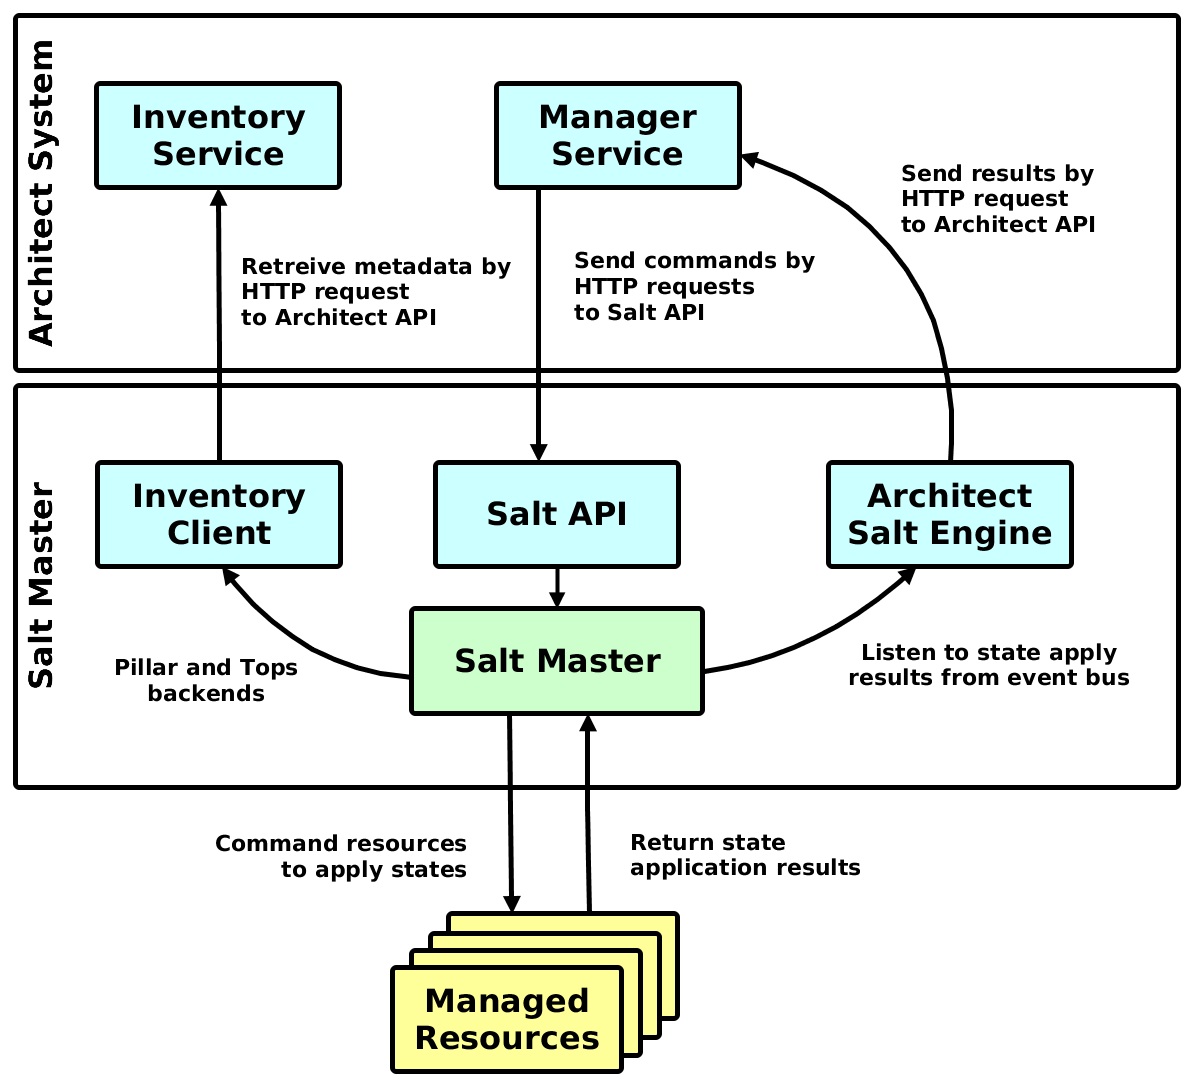 Architect System
Inventory
Service
Manager
Service
Send results by
HTTP request
to Architect API
Retreive metadata by
HTTP request
to Architect API
Send commands by
HTTP requests
to Salt API
Salt Master
Inventory
Client
Salt API
Architect
Salt Engine
Salt Master
Pillar and Tops
backends
Listen to state apply
results from event bus
Command resources
to apply states
Return state
application results
Managed
Resources